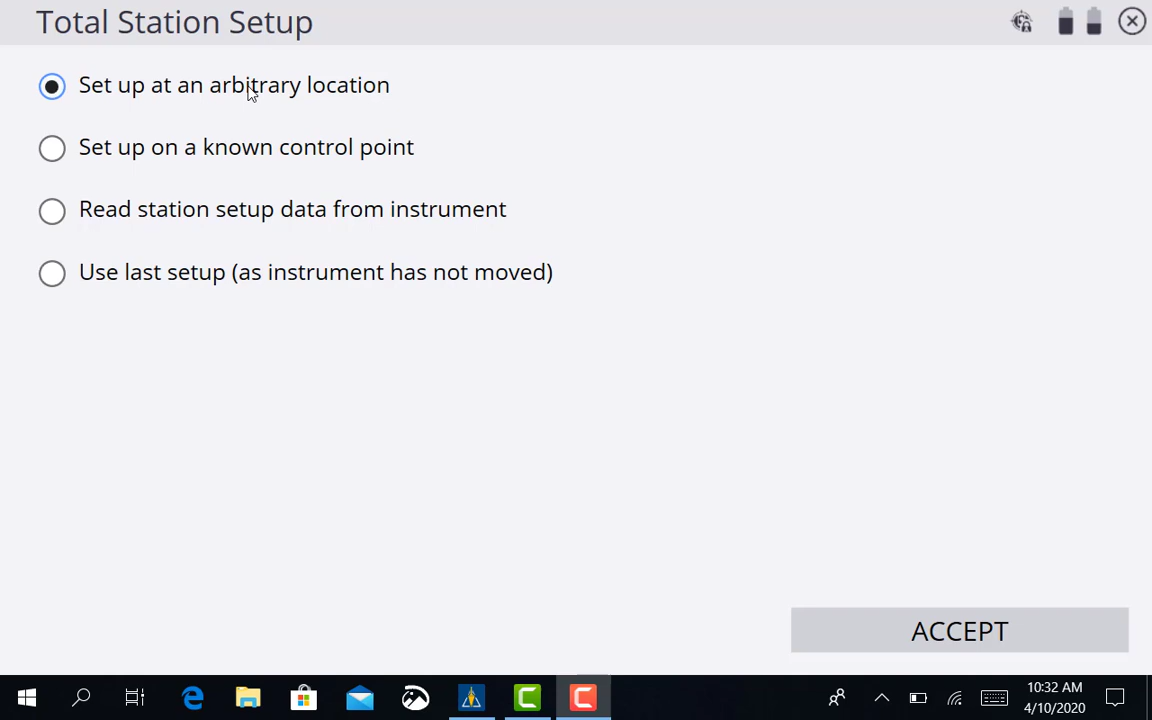 Total Station Setup
Set up at an arbitrary location
Set up on a known control point
Read station setup data from instrument
Use last setup (as instrument has not moved)
ACCEPT
10:32 AM
4/10/2020